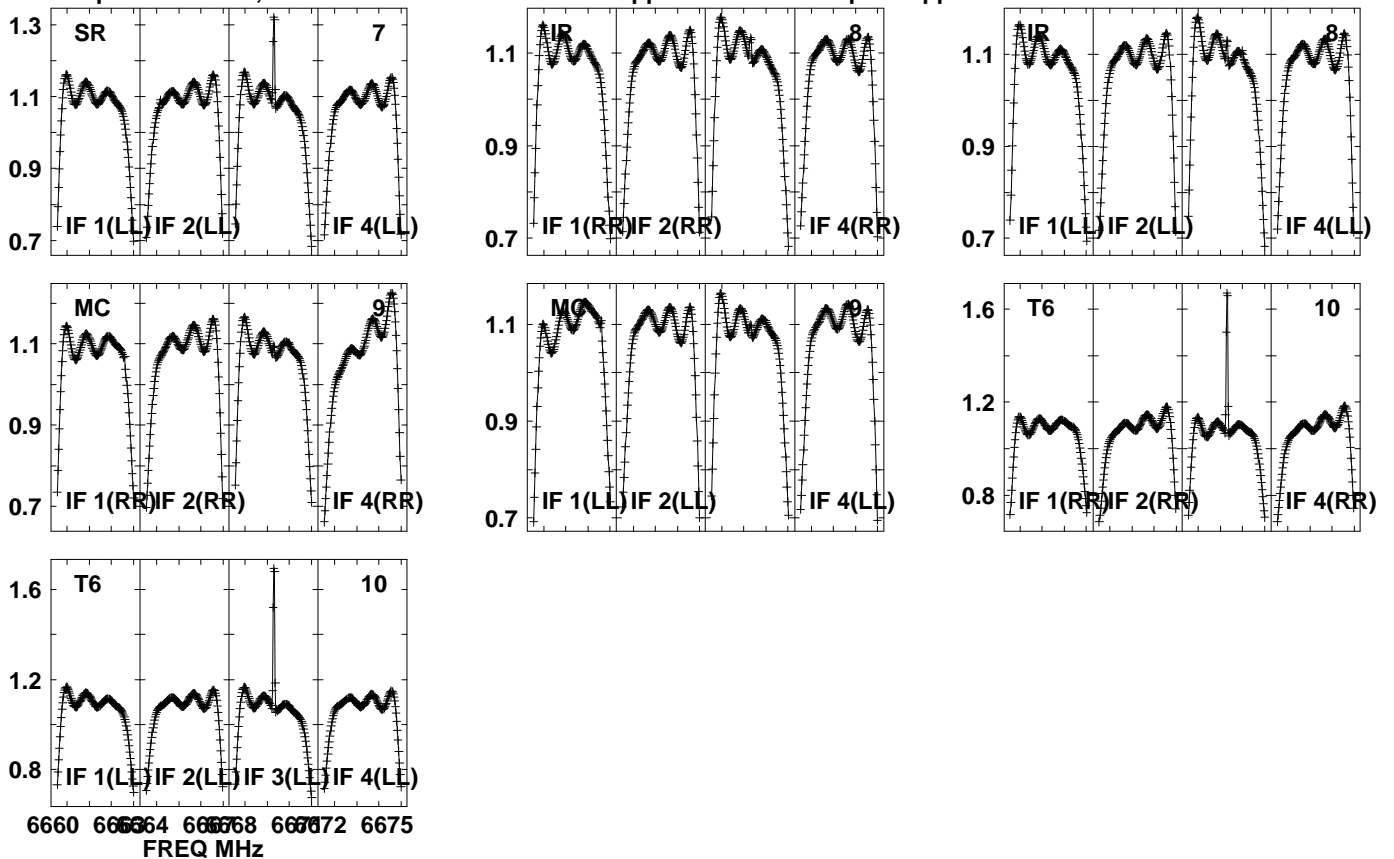 SR 7
1.3
1.1
0.9
0.7
IF 1(LL) IF 2(LL) IF 4(LL)
IR 8
1.1
0.9
0.7
IF 1(RR) IF 2(RR) IF 4(RR)
IR 8
1.1
0.9
0.7
IF 1(LL) IF 2(LL) IF 4(LL)
MC 9
1.1
0.9
0.7
IF 1(RR) IF 2(RR) IF 4(RR)
MC 9
1.1
0.9
0.7
IF 1(LL) IF 2(LL) IF 4(LL)
T6 10
1.6
1.2
0.8
IF 1(RR) IF 2(RR) IF 4(RR)
T6 10
1.6
1.2
0.8
IF 1(LL) IF 2(LL) IF 3(LL) IF 4(LL)
6660 6663 6664 6667 6668 6671 6672 6675
FREQ MHz